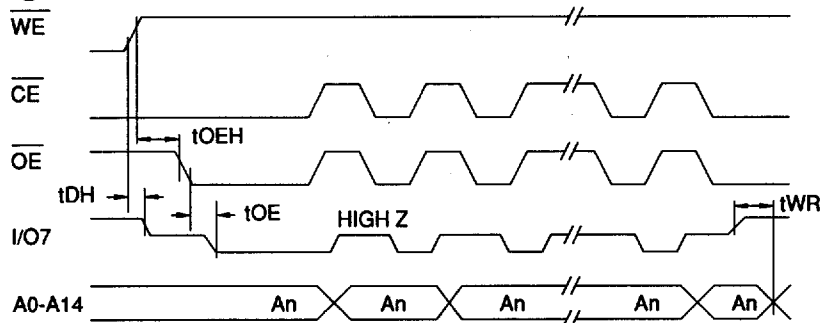 WE
CE
tOEH
OE
tDH
tOE
HIGH Z
tWR
I/O7
A0-A14 An An An An An